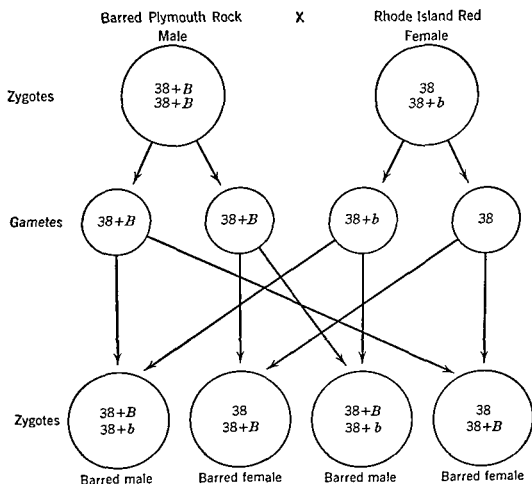 Barred Plymouth Rock X Rhode Island Red
Male Female
Zygotes
38+B 38
38+B 38+b
Gametes
38+B 38+B 38+b 38
Zygotes
38+B 38 38+B 38
38+b 38+B 38+b 38+B
Barred male Barred female Barred male Barred female